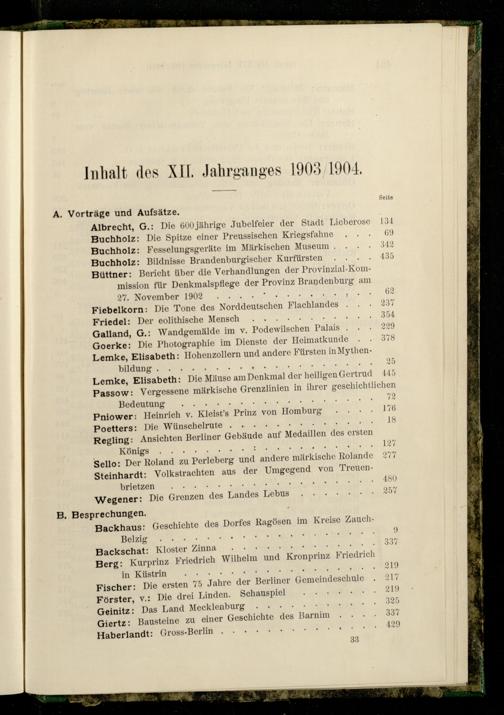 Inhalt des XII. Jahrganges 1903/1904.
Seite
A. Vorträge und Aufsätze.
Albrecht, G.: Die 600jährige Jubelfeier der Stadt Lieberose 134
Buchholz: Die Spitze einer Preussischen Kriegsfahne . . . 69
Buchholz: Fesselungsgeräte im Märkischen Museum . . . . 342
Buchholz: Bildnisse Brandenburgischer Kurfürsten . . . . 435
Büttner: Bericht über die Verhandlungen der Provinzial-Kom-
mission für Denkmalspflege der Provinz Brandenburg am
27. November 1902 . . . . . . . . . . . . 62
Fiebelkorn: Die Tone des Norddeutschen Flachlandes . . . 237
Friedel: Der eolithische Mensch . . . . . . . . . 354
Galland, G.: Wandgemälde im v. Podewilschen Palais . . . 229
Goerke: Die Photographie im Dienste der Heimatkunde . . 378
Lemke, Elisabeth: Hohenzollern und andere Fürsten in Mythen-
bildung . . . . . . . . . . . . . . . . 25
Lemke, Elisabeth: Die Mäuse am Denkmal der heiligen Gertrud 445
Passow: Vergessene märkische Grenzlinien in ihrer geschichtlichen
Bedeutung . . . . . . . . . . . . . . 72
Pniower: Heinrich v. Kleist's Prinz von Homburg . . . . 176
Poetters: Die Wünschelrute . . . . . . . . . . . 18
Regling: Ansichten Berliner Gebäude auf Medaillen des ersten
Königs . . . . . . . . . . . . . . . . 127
Sello: Der Roland zu Perleberg und andere märkische Rolande 277
Steinhardt: Volkstrachten aus der Umgegend von Treuen-
brietzen . . . . . . . . . . . . . . . 480
Wegener: Die Grenzen des Landes Lebus . . . . . . . 257
B. Besprechungen.
Backhaus: Geschichte des Dorfes Ragösen im Kreise Zauch-
Belzig . . . . . . . . . . . . . . . . 9
Backschat: Kloster Zinna . . . . . . . . . . . . 337
Berg: Kurprinz Friedrich Wilhelm und Kronprinz Friedrich
in Küstrin . . . . . . . . . . . . . . 219
Fischer: Die ersten 75 Jahre der Berliner Gemeindeschule . 217
Förster, v.: Die drei Linden. Schauspiel . . . . . . . 219
Geinitz: Das Land Mecklenburg . . . . . . . . . . 325
Giertz: Bausteine zu einer Geschichte des Barnim . . . . 337
Haberlandt: Gross-Berlin . . . . . . . . . . . . 429
33